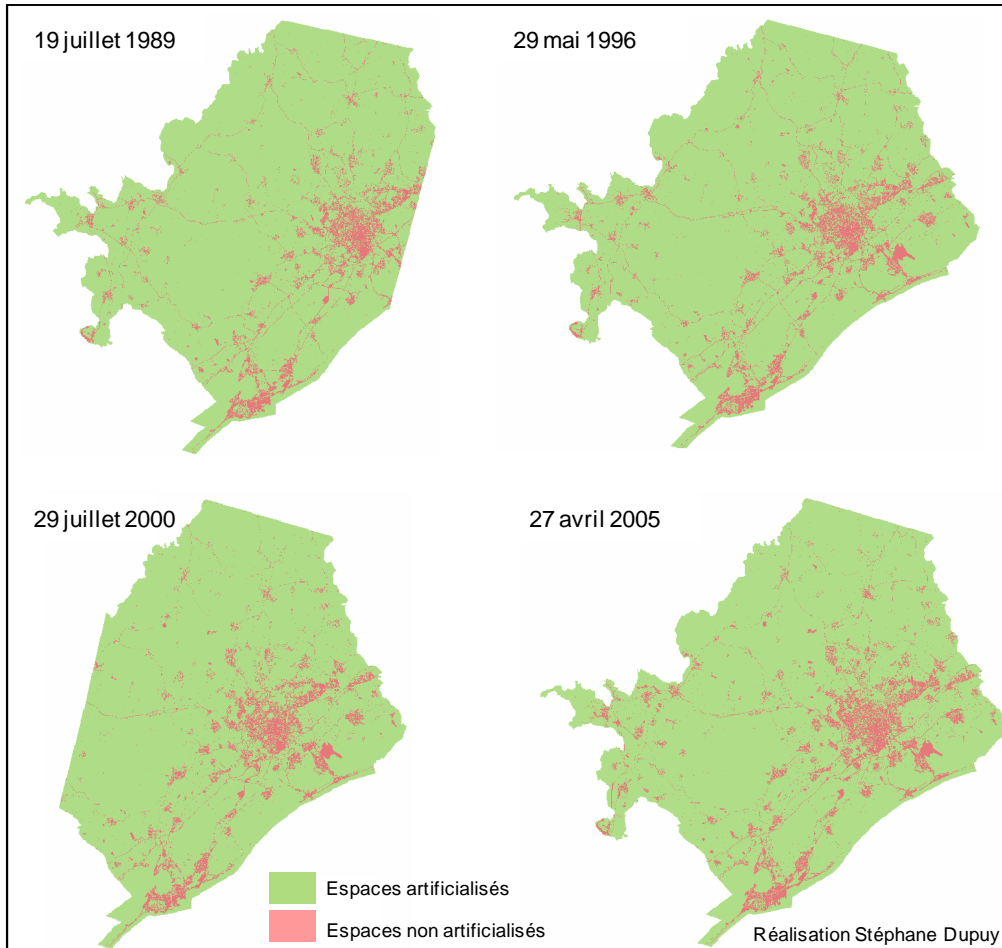 19 juillet 1989
29 mai 1996
29 juillet 2000
27 avril 2005
Espaces artificialisés
Espaces non artificialisés
Réalisation Stéphane Dupuy